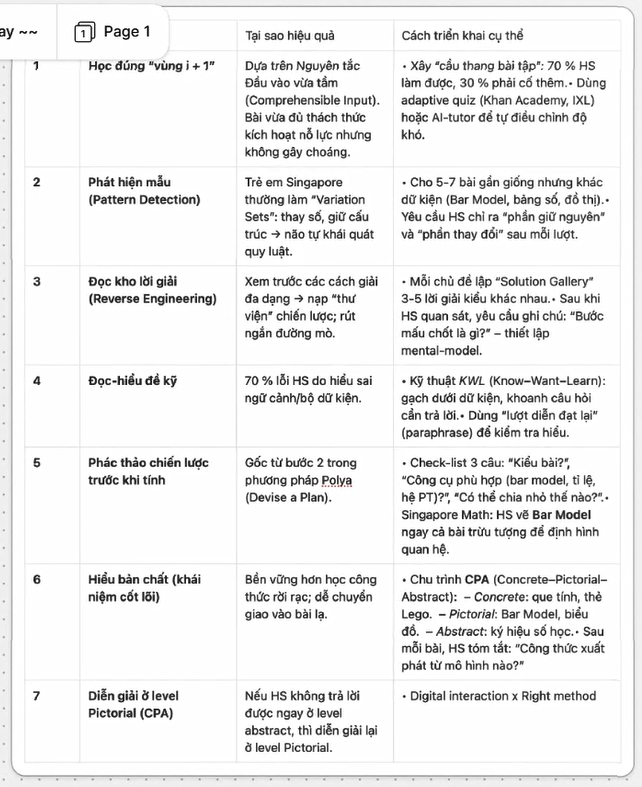 ay ~~
1
Page 1
Tại sao hiệu quả
Cách triển khai cụ thể
1
Học đúng “vùng i + 1”
Dựa trên Nguyên tắc
Đầu vào vừa tầm
(Comprehensible Input).
Bài vừa đủ thách thức
kích hoạt nỗ lực nhưng
không gây choáng.
• Xây “cầu thang bài tập”: 70 % HS
làm được, 30 % phải cố thêm.• Dùng
adaptive quiz (Khan Academy, IXL)
hoặc AI-tutor để tự điều chỉnh độ
khó.
2
Phát hiện mẫu
(Pattern Detection)
Trẻ em Singapore
thường làm “Variation
Sets”: thay số, giữ cấu
trúc → não tự khái quát
quy luật.
• Cho 5-7 bài gần giống nhưng khác
dữ kiện (Bar Model, bảng số, đồ thị).•
Yêu cầu HS chỉ ra “phần giữ nguyên”
và “phần thay đổi” sau mỗi lượt.
3
Đọc kho lời giải
(Reverse Engineering)
Xem trước các cách giải
đa dạng → nạp “thư
viện” chiến lược; rút
ngắn đường mò.
• Mỗi chủ đề lập “Solution Gallery”
3-5 lời giải kiểu khác nhau.• Sau khi
HS quan sát, yêu cầu ghi chú: “Bước
mấu chốt là gì?” – thiết lập
mental-model.
4
Đọc-hiểu đề kỹ
70 % lỗi HS do hiểu sai
ngữ cảnh/bộ dữ kiện.
• Kỹ thuật KWL (Know–Want–Learn):
gạch dưới dữ kiện, khoanh câu hỏi
cần trả lời.• Dùng “lượt diễn đạt lại”
(paraphrase) để kiểm tra hiểu.
5
Phác thảo chiến lược
trước khi tính
Gốc từ bước 2 trong
phương pháp Polya
(Devise a Plan).
• Check-list 3 câu: “Kiểu bài?”,
“Công cụ phù hợp (bar model, tỉ lệ,
hệ PT)?”, “Có thể chia nhỏ thế nào?”.•
Singapore Math: HS vẽ Bar Model
ngay cả bài trừu tượng để định hình
quan hệ.
6
Hiểu bản chất (khái
niệm cốt lõi)
Bền vững hơn học công
thức rời rạc; dễ chuyển
giao vào bài lạ.
• Chu trình CPA (Concrete–Pictorial–
Abstract): – Concrete: que tính, thẻ
Lego. – Pictorial: Bar Model, biểu
đồ. – Abstract: ký hiệu số học.• Sau
mỗi bài, HS tóm tắt: “Công thức xuất
phát từ mô hình nào?”
7
Diễn giải ở level
Pictorial (CPA)
Nếu HS không trả lời
được ngay ở level
abstract, thì diễn giải lại
ở level Pictorial.
• Digital interaction x Right method